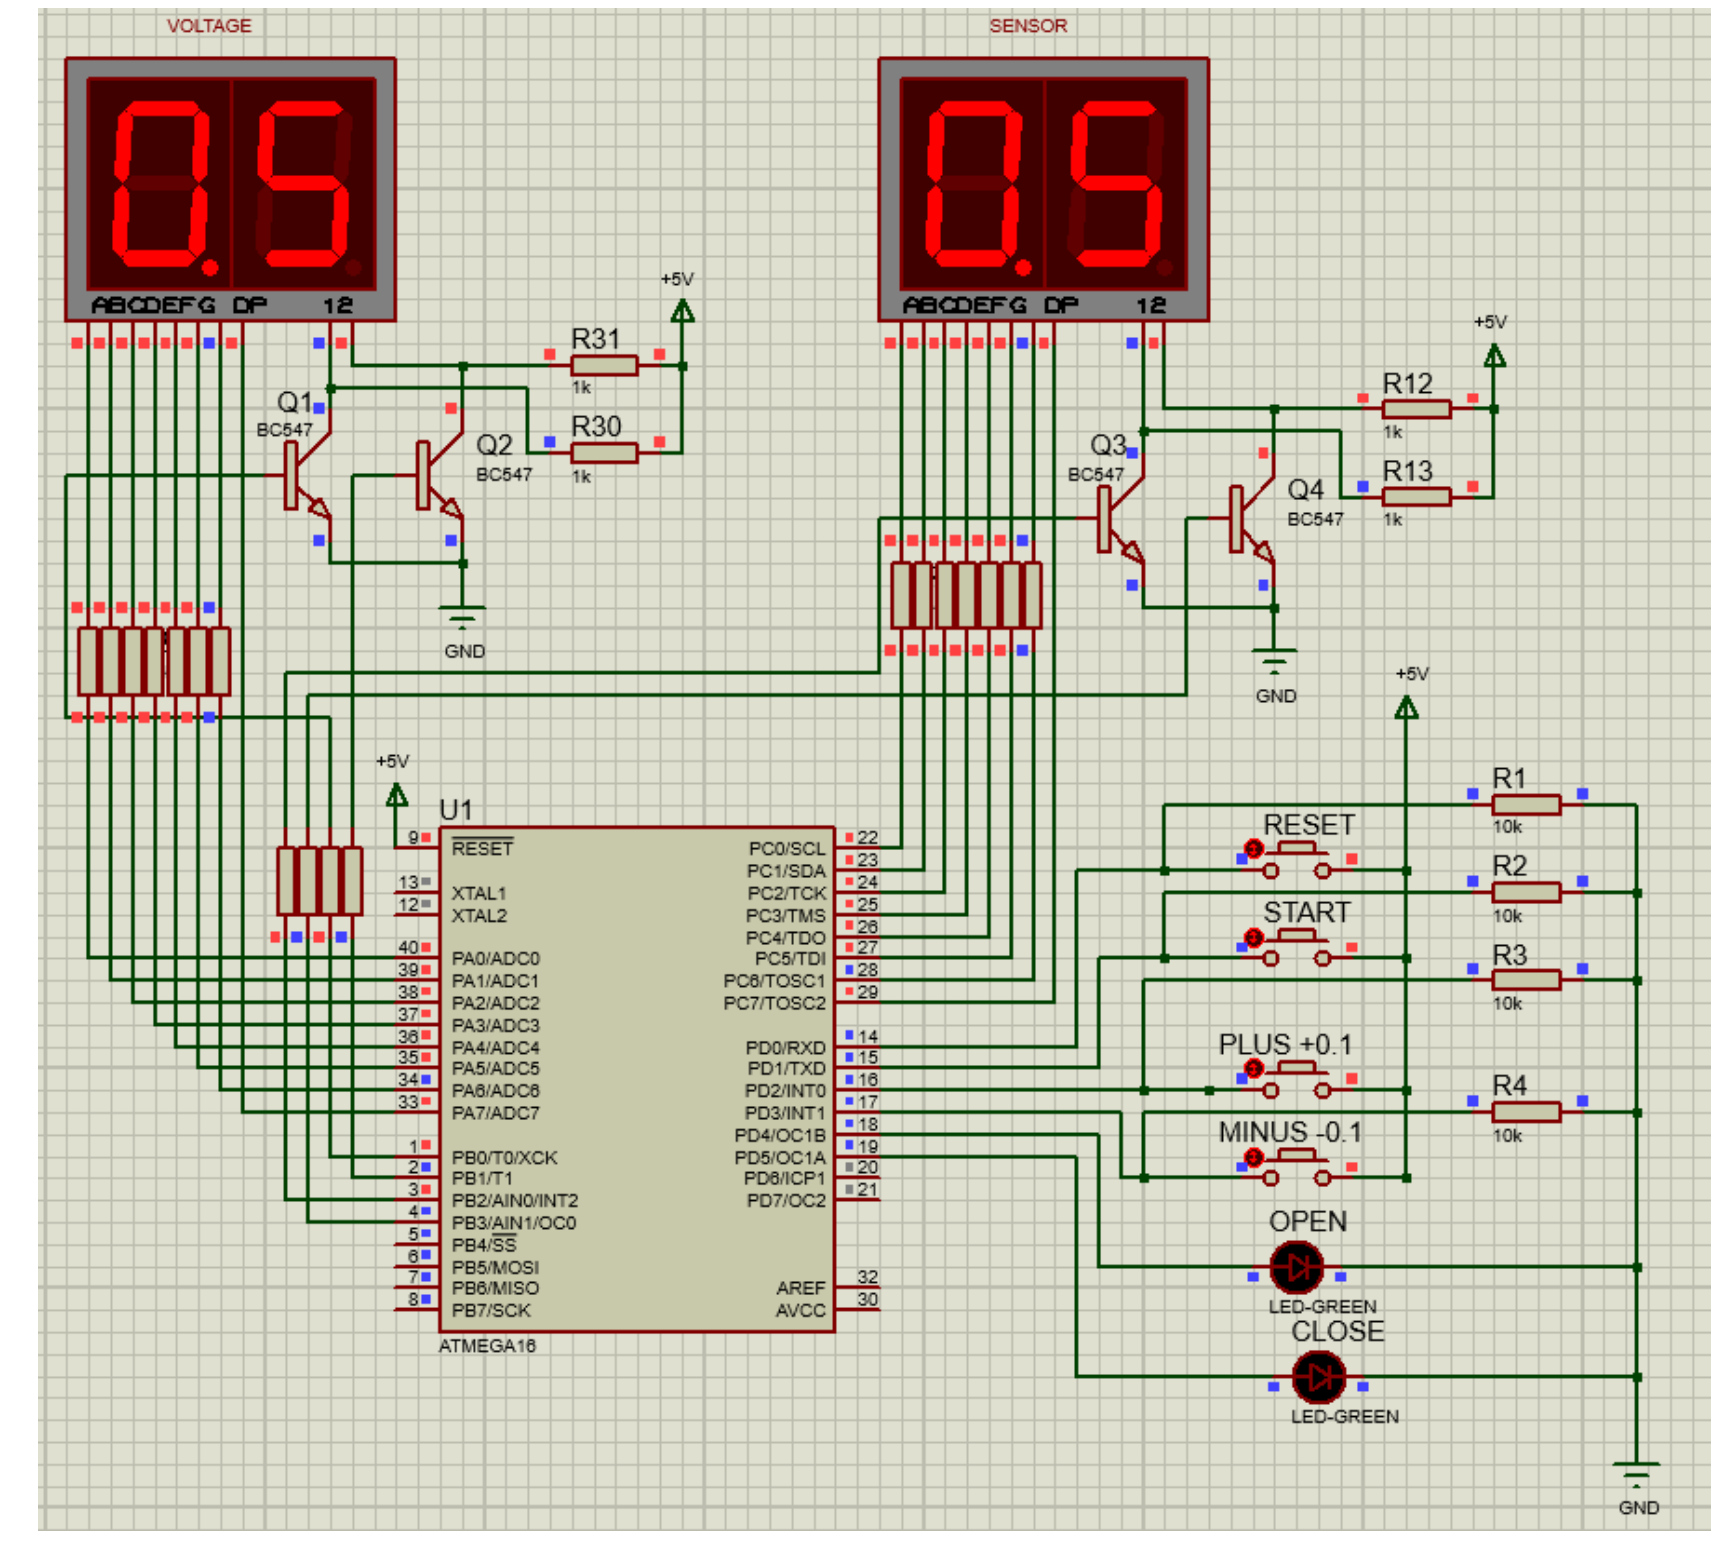 VOLTAGE
SENSOR
05
05
ABCDEFG DP 12
ABCDEFG DP 12
+5V
R31
1k
R30
1k
Q1
BC547
Q2
BC547
GND
+5V
R12
1k
R13
1k
Q3
BC547
Q4
BC547
GND
+5V
U1
9 RESET
13 XTAL1
12 XTAL2
40 PA0/ADC0
39 PA1/ADC1
38 PA2/ADC2
37 PA3/ADC3
36 PA4/ADC4
35 PA5/ADC5
34 PA6/ADC6
33 PA7/ADC7
1 PB0/T0/XCK
2 PB1/T1
3 PB2/AIN0/INT2
4 PB3/AIN1/OC0
5 PB4/SS
6 PB5/MOSI
7 PB6/MISO
8 PB7/SCK
PC0/SCL 22
PC1/SDA 23
PC2/TCK 24
PC3/TMS 25
PC4/TDO 26
PC5/TDI 27
PC6/TOSC1 28
PC7/TOSC2 29
PD0/RXD 14
PD1/TXD 15
PD2/INT0 16
PD3/INT1 17
PD4/OC1B 18
PD5/OC1A 19
PD6/ICP1 20
PD7/OC2 21
AREF 32
AVCC 30
ATMEGA16
+5V
R1
10k
RESET
R2
10k
START
R3
10k
PLUS +0.1
R4
10k
MINUS -0.1
OPEN
LED-GREEN
CLOSE
LED-GREEN
GND